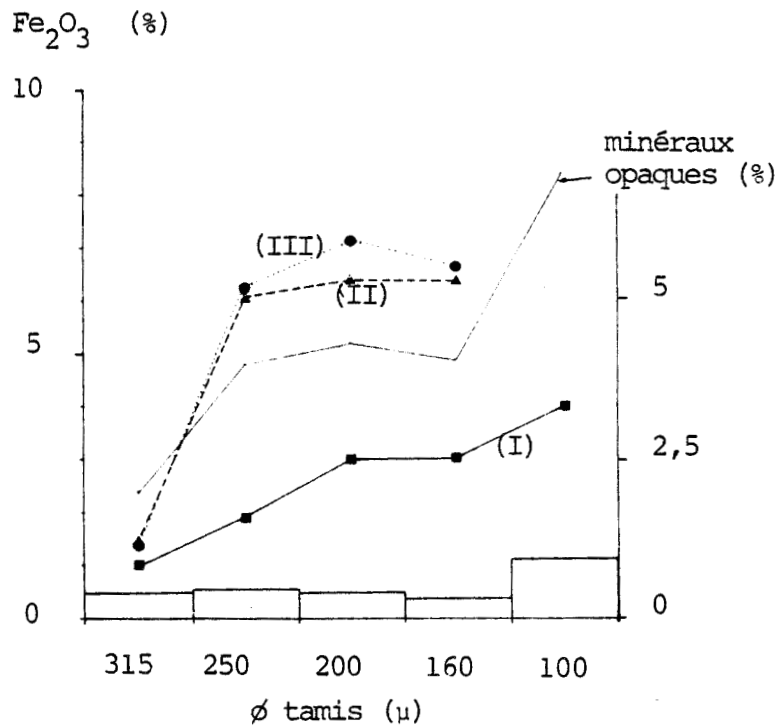 Fe2O3 (%)
10
minéraux
opaques (%)
(III)
(II)
5
5
(I)
2,5
0
0
315 250 200 160 100
ø tamis (μ)